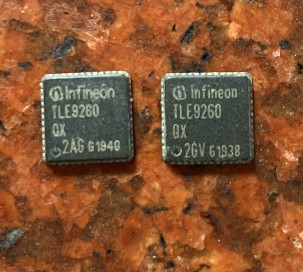 infineon
TLE9260
QX
2AG G1940
infineon
TLE9260
QX
2GV G1938